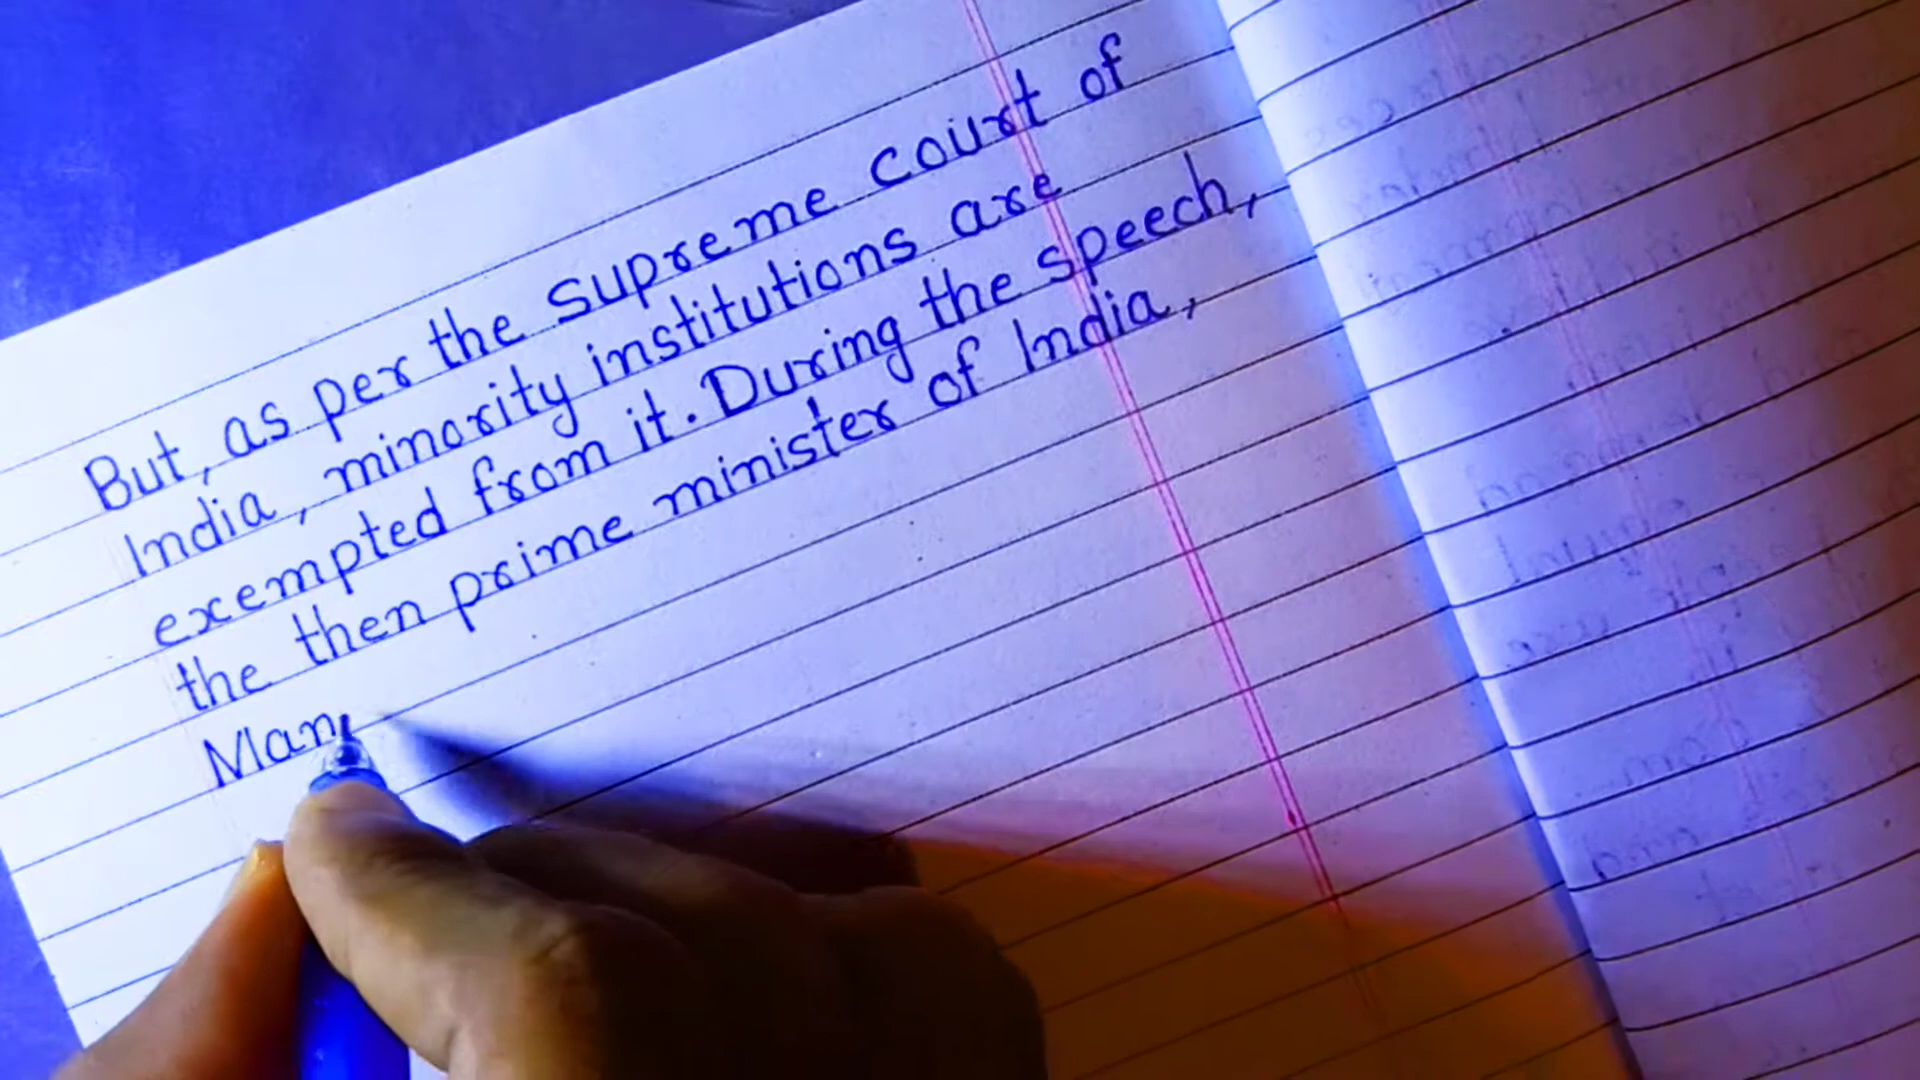 But, as per the supreme court of
India, minority institutions are
exempted from it. During the speech,
the then prime minister of India,
Man